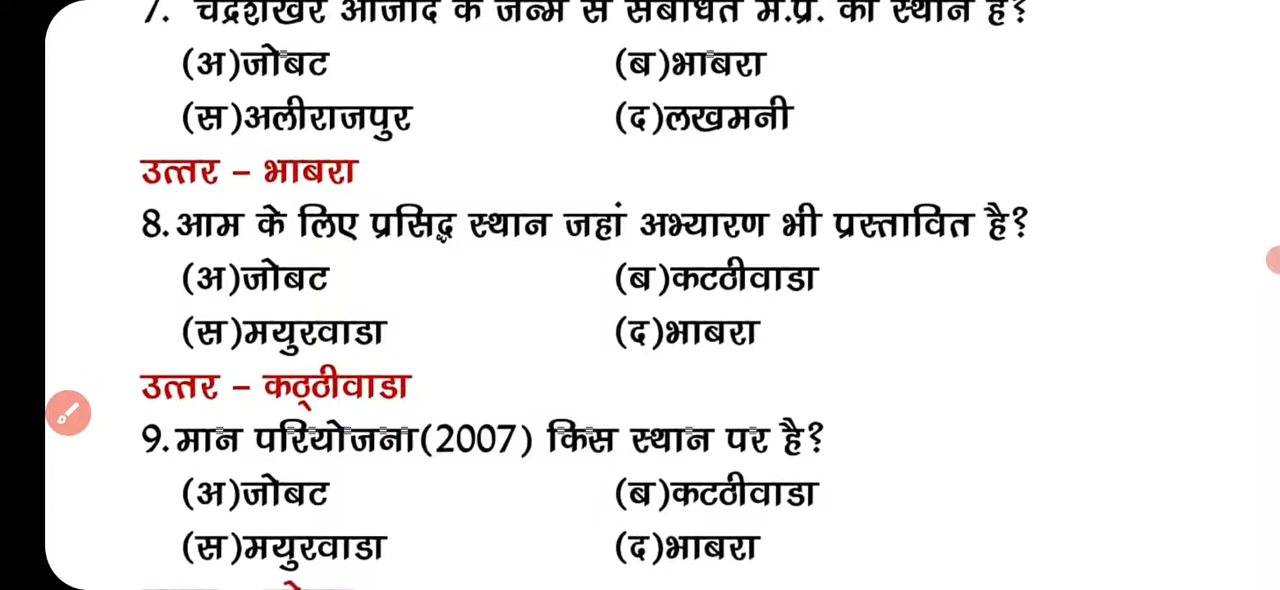 7. चंद्रशेखर आजाद के जन्म से संबंधित म.प्र. का स्थान है?
(अ)जोबट (ब)भाबरा
(स)अलीराजपुर (द)लखमनी
उत्तर – भाबरा
8.आम के लिए प्रसिद्ध स्थान जहां अभ्यारण भी प्रस्तावित है?
(अ)जोबट (ब)कटठीवाडा
(स)मयुरवाडा (द)भाबरा
उत्तर – कठ्ठीवाडा
9.मान परियोजना(2007) किस स्थान पर है?
(अ)जोबट (ब)कटठीवाडा
(स)मयुरवाडा (द)भाबरा